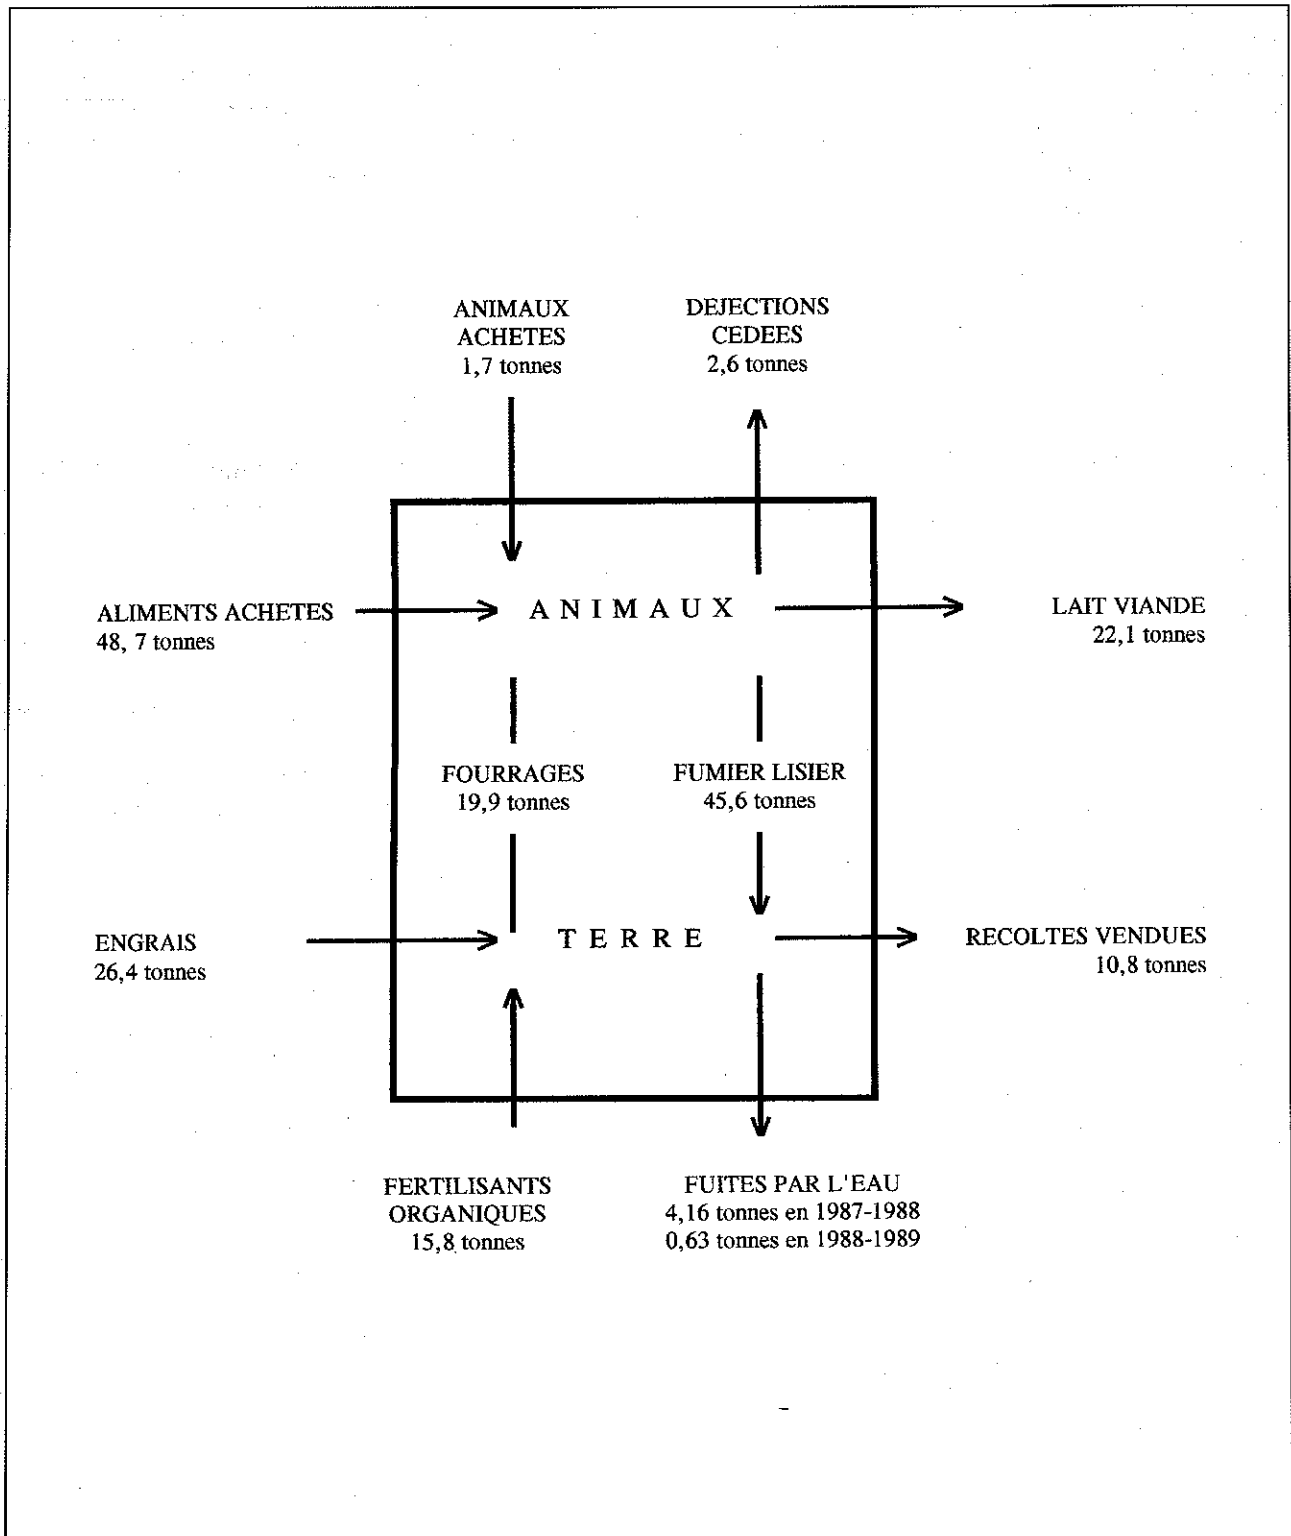 ANIMAUX
ACHETES
1,7 tonnes
DEJECTIONS
CEDEES
2,6 tonnes
ALIMENTS ACHETES
48, 7 tonnes
ANIMAUX
LAIT VIANDE
22,1 tonnes
FOURRAGES
19,9 tonnes
FUMIER LISIER
45,6 tonnes
ENGRAIS
26,4 tonnes
TERRE
RECOLTES VENDUES
10,8 tonnes
FERTILISANTS
ORGANIQUES
15,8 tonnes
FUITES PAR L'EAU
4,16 tonnes en 1987-1988
0,63 tonnes en 1988-1989